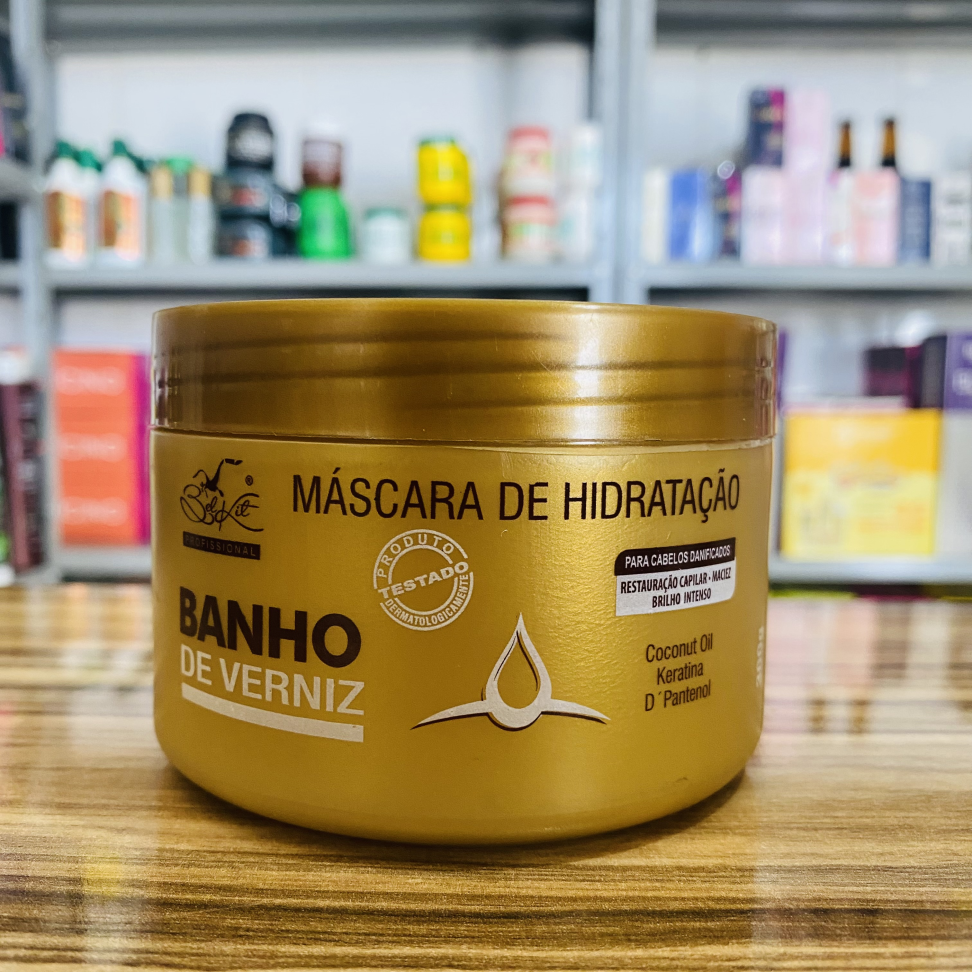 BelKit ®
PROFISSIONAL
MÁSCARA DE HIDRATAÇÃO
PRODUTO
TESTADO
DERMATOLOGICAMENTE
PARA CABELOS DANIFICADOS
RESTAURAÇÃO CAPILAR • MACIEZ
BRILHO INTENSO
BANHO
DE VERNIZ
Coconut Oil
Keratina
D´Pantenol